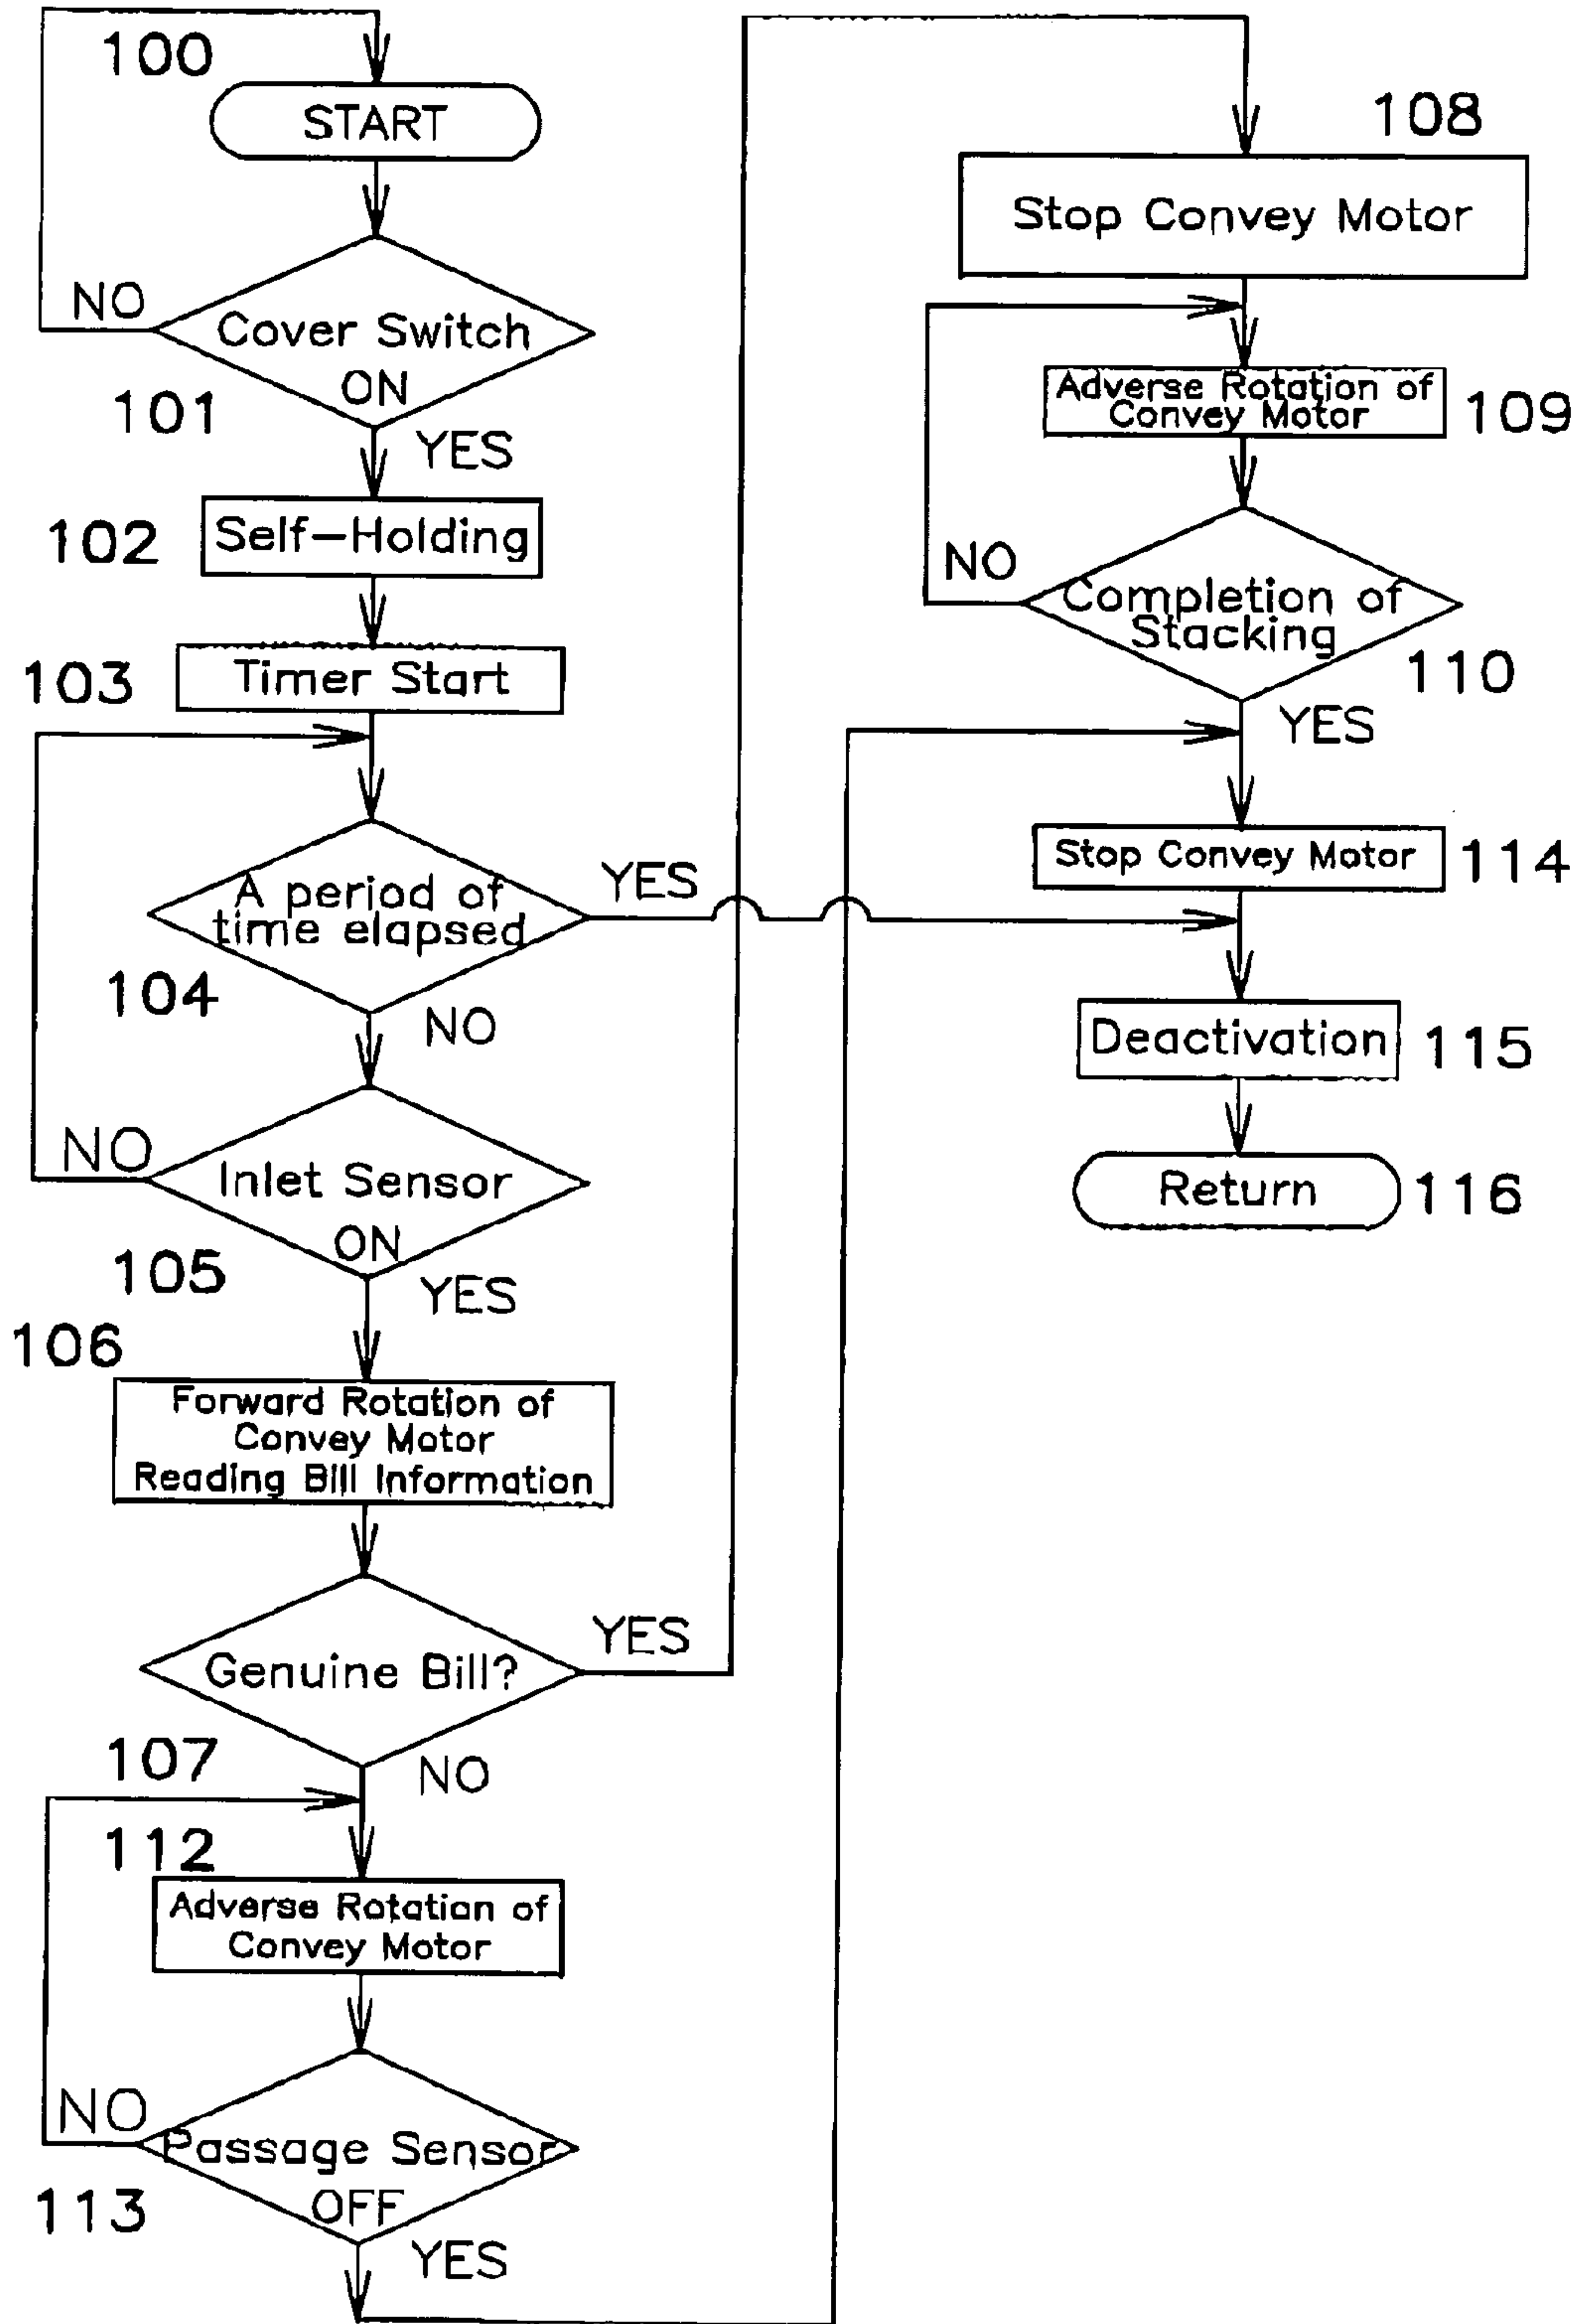 100
START
NO
Cover Switch
ON
101
YES
102
Self-Holding
103
Timer Start
A period of
time elapsed
YES
104
NO
NO
Inlet Sensor
ON
105
YES
106
Forward Rotation of
Convey Motor
Reading Bill Information
Genuine Bill?
YES
107
NO
112
Adverse Rotation of
Convey Motor
NO
Passage Sensor
OFF
113
YES
108
Stop Convey Motor
Adverse Rotation of
Convey Motor
109
NO
Completion of
Stacking
110
YES
Stop Convey Motor
114
Deactivation
115
Return
116